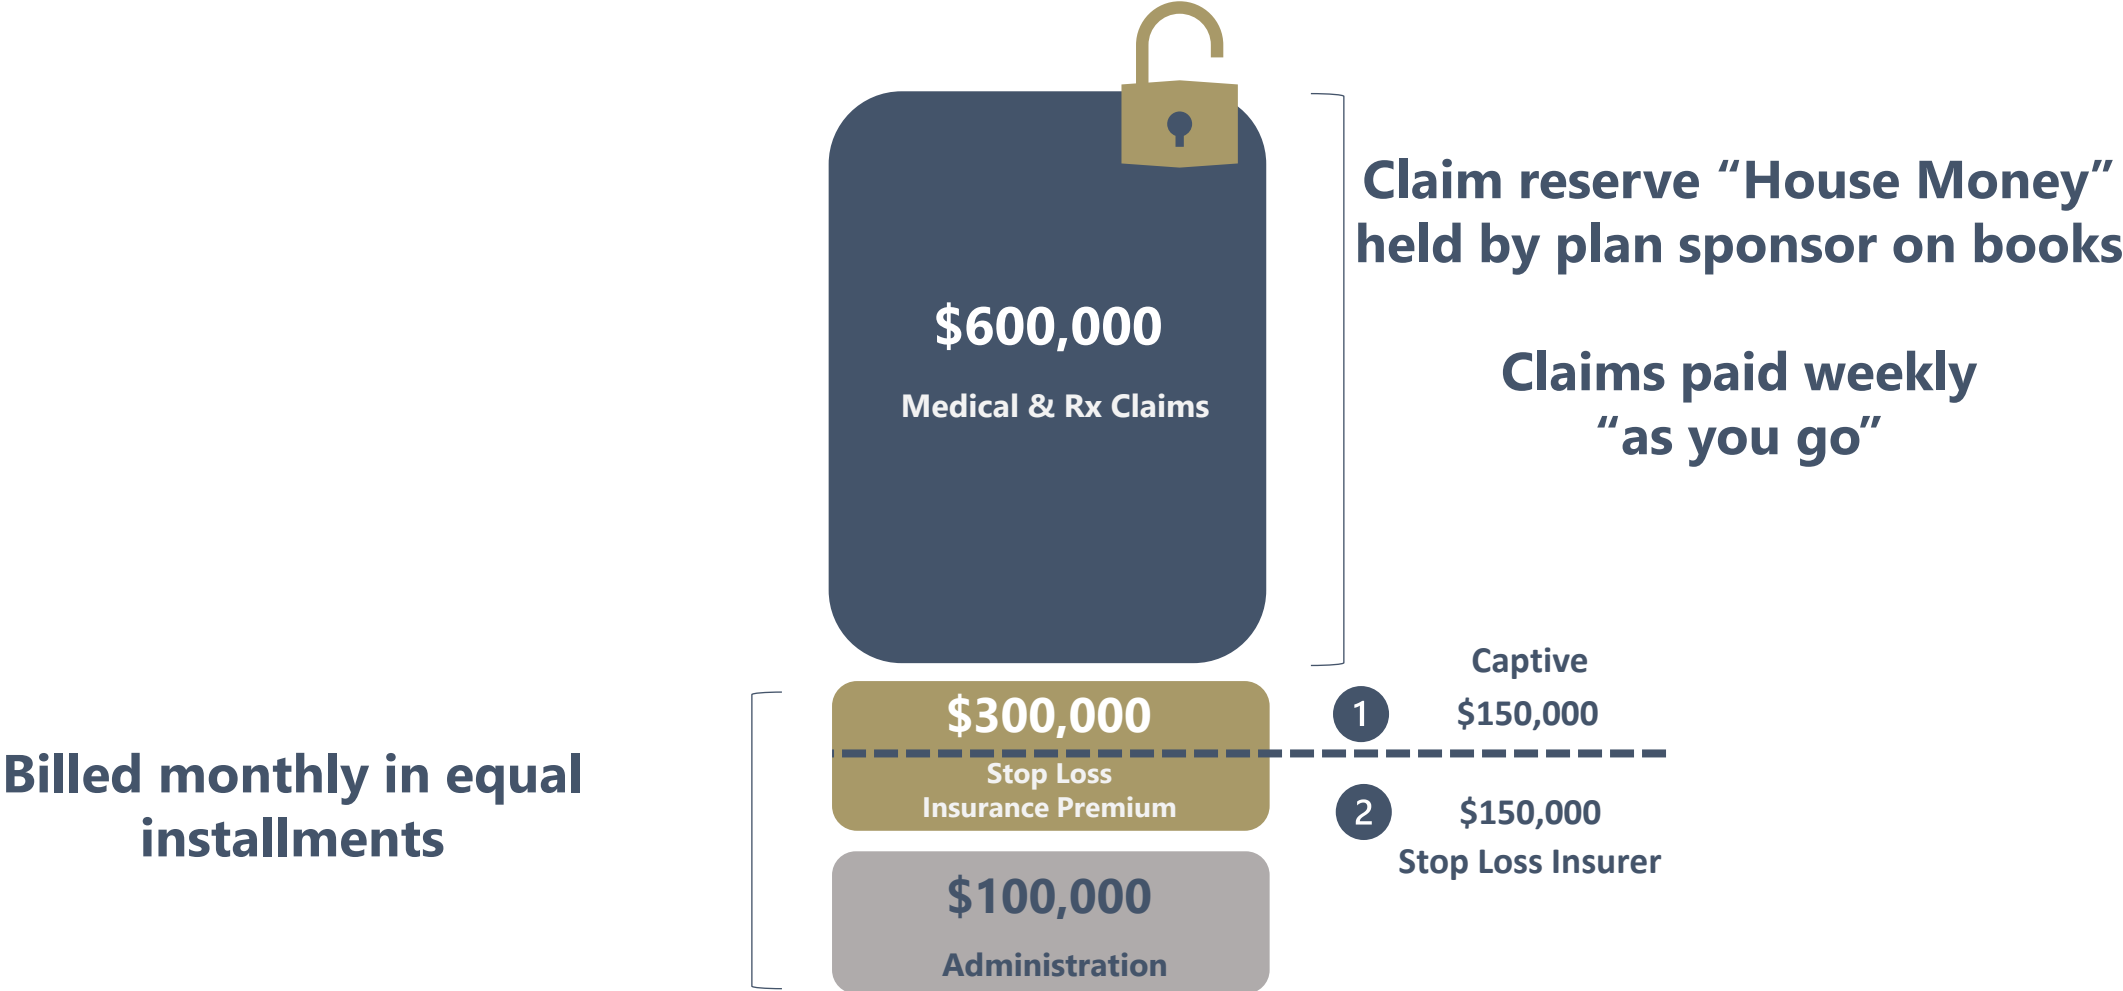 Claim reserve “House Money”
held by plan sponsor on books
Claims paid weekly
“as you go”
$600,000
Medical & Rx Claims
Billed monthly in equal
installments
$300,000
Stop Loss
Insurance Premium
1
Captive
$150,000
2
$150,000
Stop Loss Insurer
$100,000
Administration